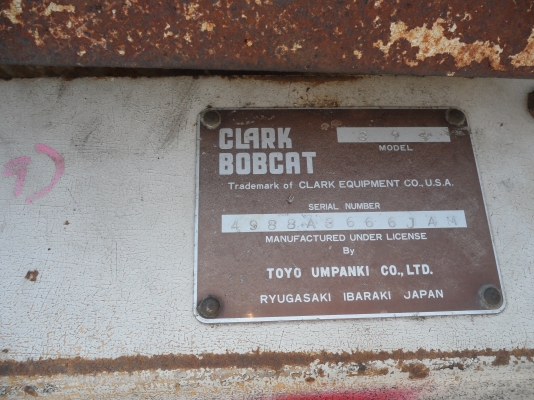 CLARK
BOBCAT
MODEL
Trademark of CLARK EQUIPMENT CO., U.S.A.
SERIAL NUMBER
MANUFACTURED UNDER LICENSE
By
TOYO UMPANKI CO., LTD.
RYUGASAKI IBARAKI JAPAN